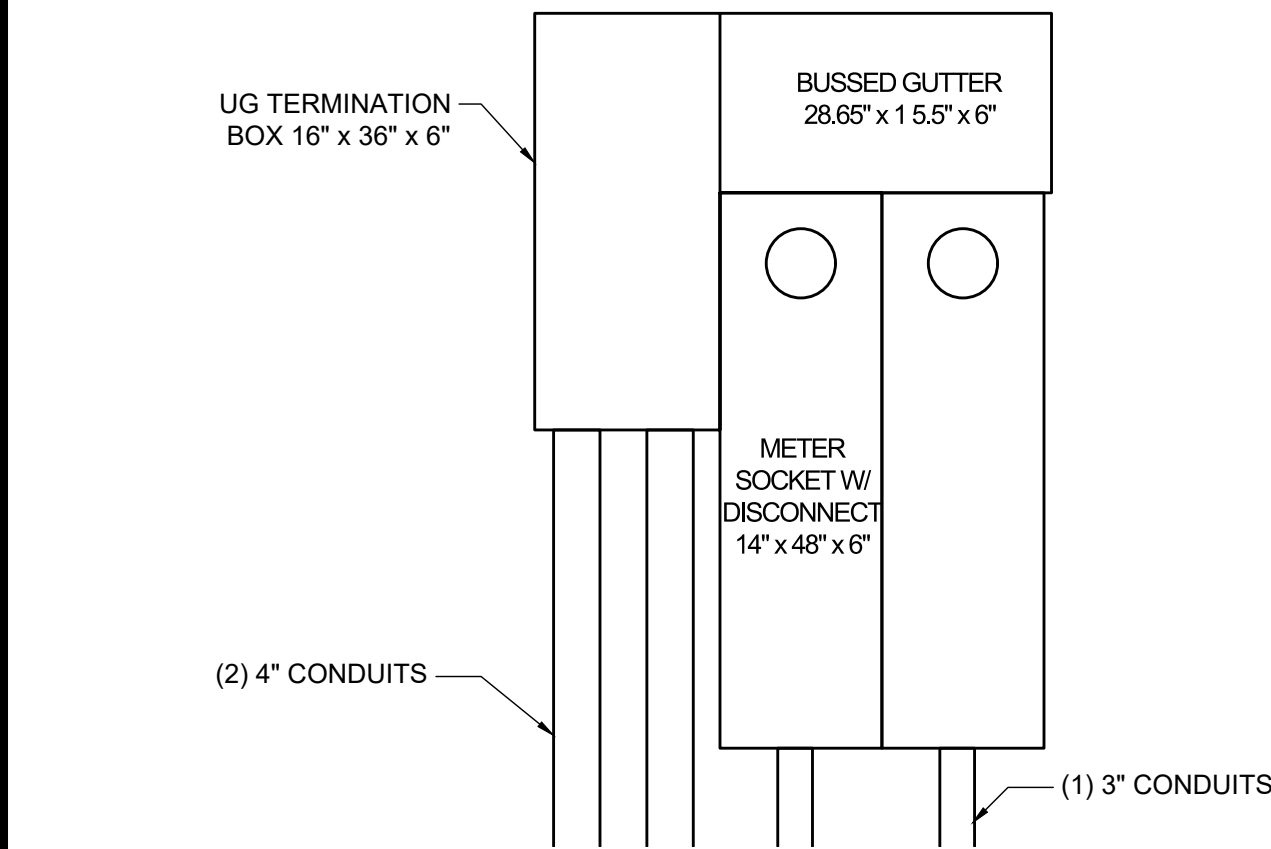 UG TERMINATION
BOX 16" x 36" x 6"
BUSSED GUTTER
28.65" x 1 5.5" x 6"
METER
SOCKET W/
DISCONNECT
14" x 48" x 6"
(2) 4" CONDUITS
(1) 3" CONDUITS